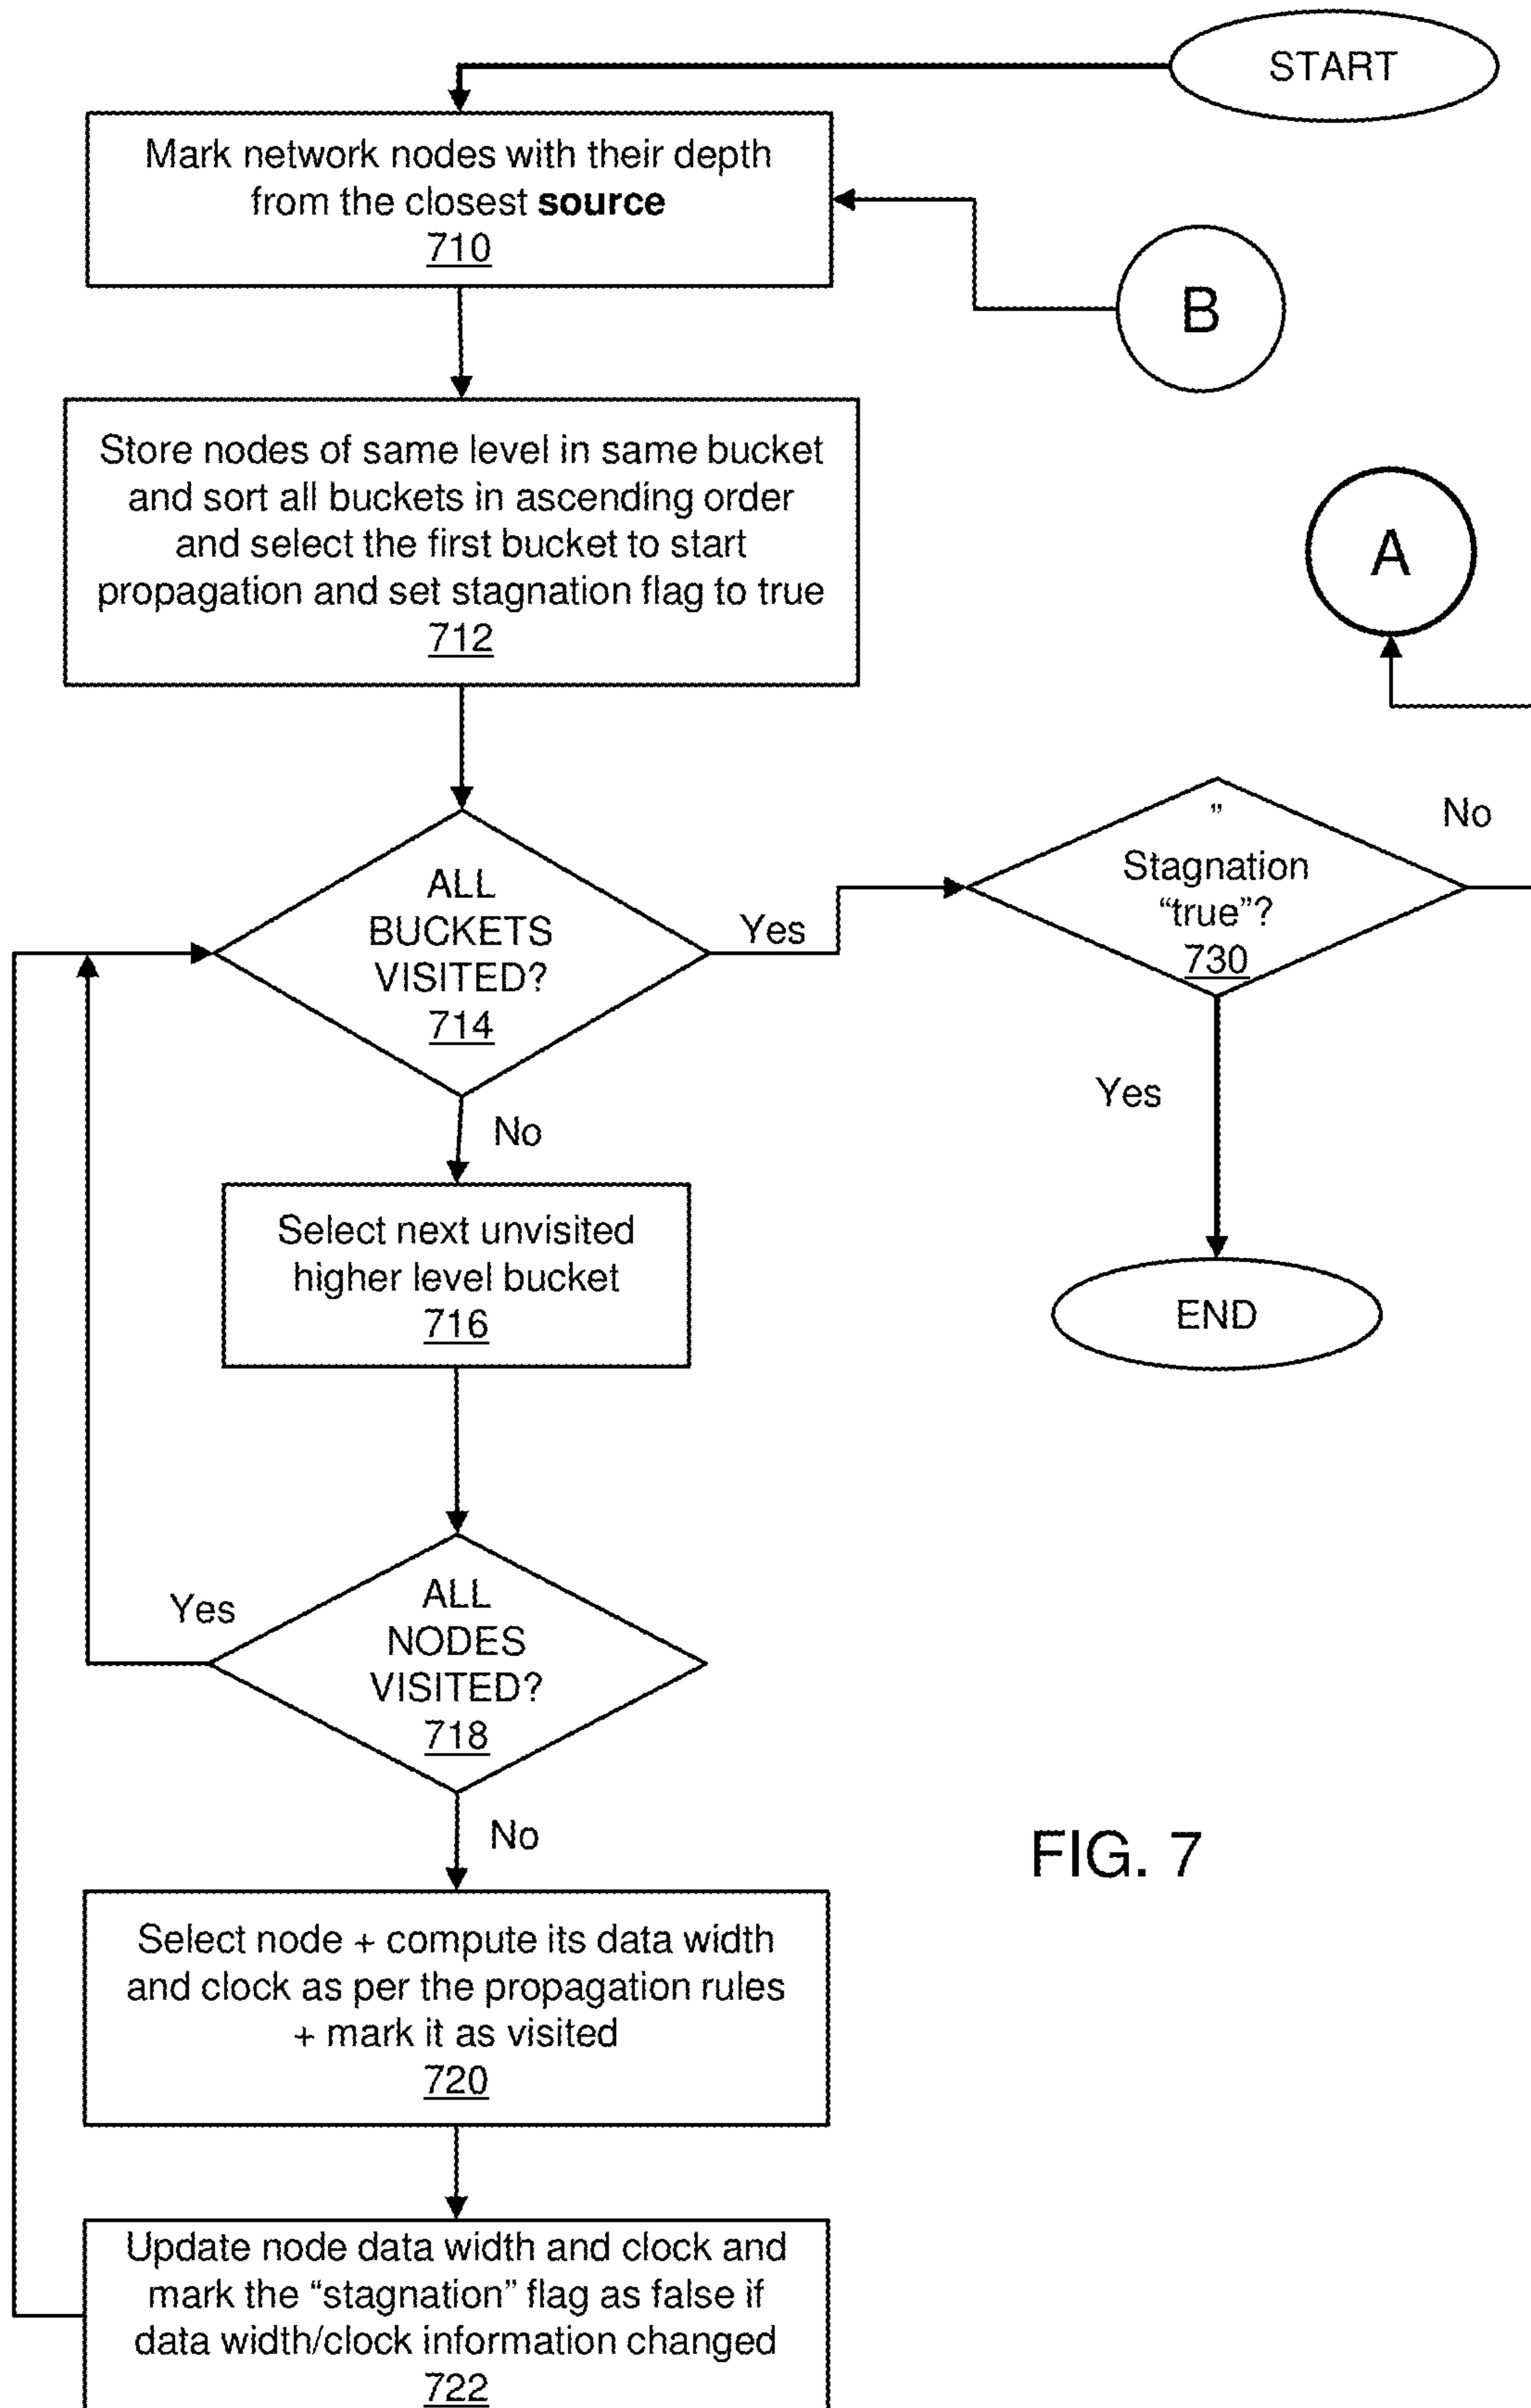 START
Mark network nodes with their depth
from the closest source
710
B
Store nodes of same level in same bucket
and sort all buckets in ascending order
and select the first bucket to start
propagation and set stagnation flag to true
712
A
ALL
BUCKETS
VISITED?
714
Yes
No
”
Stagnation
“true”?
730
No
Yes
END
Select next unvisited
higher level bucket
716
ALL
NODES
VISITED?
718
Yes
No
Select node + compute its data width
and clock as per the propagation rules
+ mark it as visited
720
Update node data width and clock and
mark the “stagnation” flag as false if
data width/clock information changed
722
FIG. 7